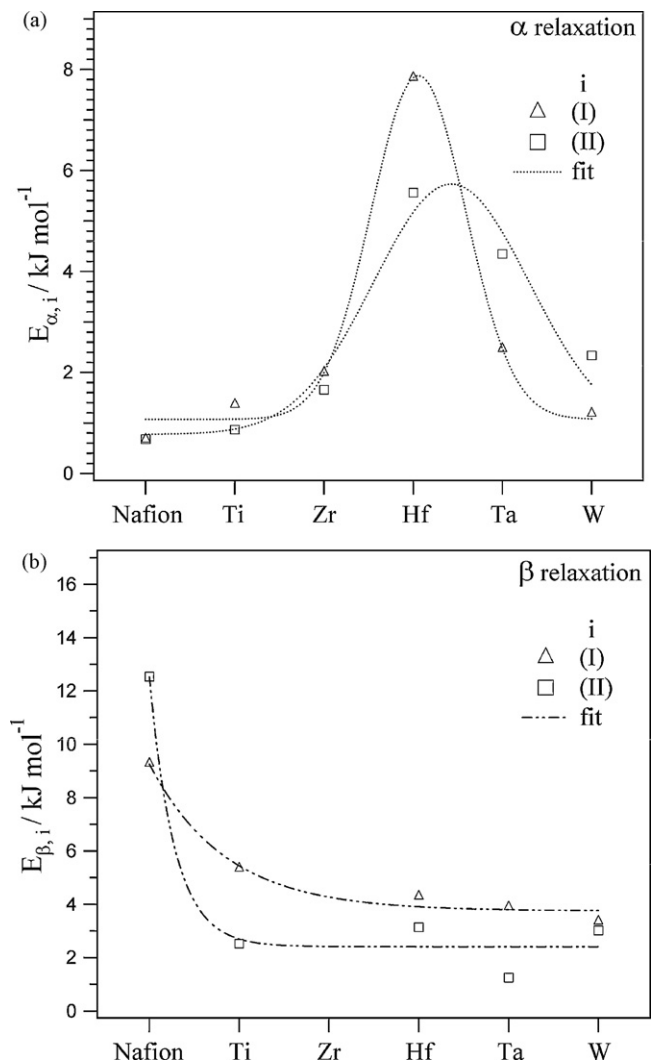 (a)
α relaxation
i
(I)
(II)
fit
E α, i / kJ mol⁻¹
8
6
4
2
0
Nafion Ti Zr Hf Ta W
(b)
β relaxation
i
(I)
(II)
fit
E β, i / kJ mol⁻¹
16
14
12
10
8
6
4
2
0
Nafion Ti Zr Hf Ta W